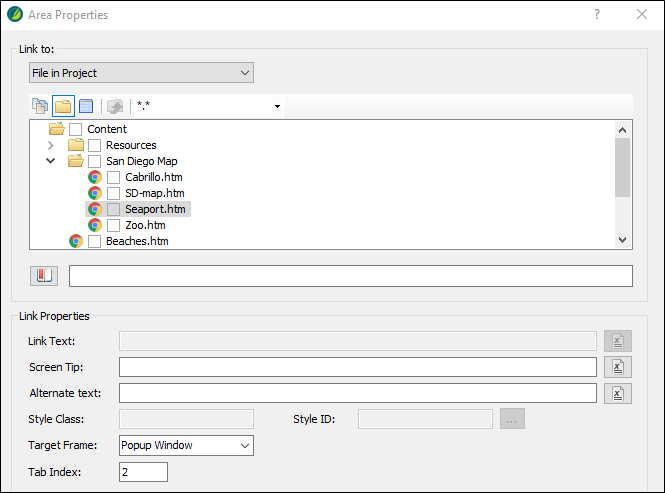 Area Properties
Link to:
File in Project
*.*
Content
Resources
San Diego Map
Cabrillo.htm
SD-map.htm
Seaport.htm
Zoo.htm
Beaches.htm
Link Properties
Link Text:
Screen Tip:
Alternate text:
Style Class: Style ID: ...
Target Frame: Popup Window
Tab Index: 2